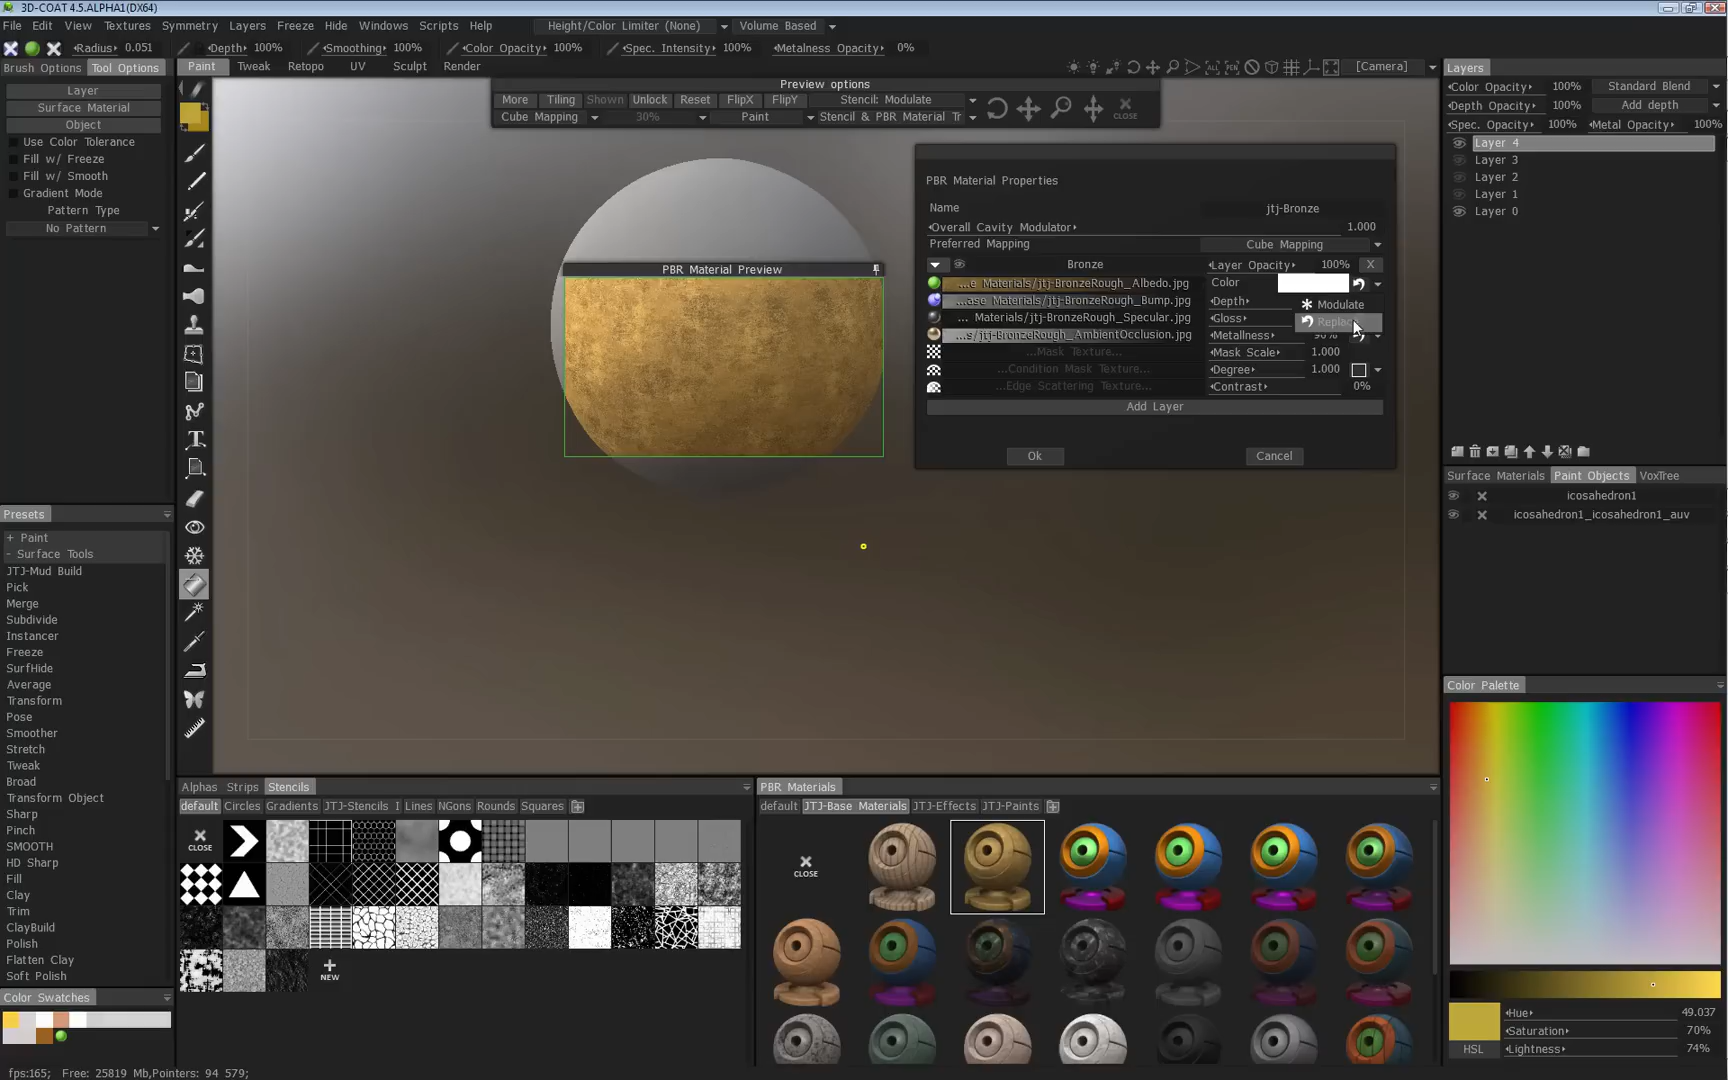 3D-COAT 4.5.ALPHA1(DX64)
File Edit View Textures Symmetry Layers Freeze Hide Windows Scripts Help Height/Color Limiter (None) Volume Based
Radius 0.051 Depth 100% Smoothing 100% Color Opacity 100% Spec. Intensity 100% Metalness Opacity 0%
Brush Options Tool Options Paint Tweak Retopo UV Sculpt Render [Camera] Layers
Layer
Surface Material
Object
Use Color Tolerance
Fill w/ Freeze
Fill w/ Smooth
Gradient Mode
Pattern Type
No Pattern
Preview options
More Tiling Shown Unlock Reset FlipX FlipY Stencil: Modulate
Cube Mapping 30% Paint Stencil & PBR Material Tr CLOSE
PBR Material Preview
PBR Material Properties
Name jtj-Bronze
Overall Cavity Modulator 1.000
Preferred Mapping Cube Mapping
Bronze Layer Opacity 100% X
...e Materials/jtj-BronzeRough_Albedo.jpg Color
...ase Materials/jtj-BronzeRough_Bump.jpg Depth
... Materials/jtj-BronzeRough_Specular.jpg Gloss
...s/jtj-BronzeRough_AmbientOcclusion.jpg Metallness
...Mask Texture... Mask Scale 1.000
...Condition Mask Texture... Degree 1.000
...Edge Scattering Texture... Contrast 0%
Modulate
Add Layer
Ok Cancel
Color Opacity 100% Standard Blend
Depth Opacity 100% Add depth
Spec. Opacity 100% Metal Opacity 100%
Layer 4
Layer 3
Layer 2
Layer 1
Layer 0
Surface Materials Paint Objects VoxTree
icosahedron1
icosahedron1_icosahedron1_auv
Presets
+ Paint
- Surface Tools
JTJ-Mud Build
Pick
Merge
Subdivide
Instancer
Freeze
SurfHide
Average
Transform
Pose
Smoother
Stretch
Tweak
Broad
Transform Object
Sharp
Pinch
SMOOTH
HD Sharp
Fill
Clay
Trim
ClayBuild
Polish
Flatten Clay
Soft Polish
Color Swatches
Alphas Strips Stencils
default Circles Gradients JTJ-Stencils I Lines NGons Rounds Squares
CLOSE
NEW
PBR Materials
default JTJ-Base Materials JTJ-Effects JTJ-Paints
CLOSE
Color Palette
Hue 49.037
Saturation 70%
HSL Lightness 74%
fps:165; Free: 25819 Mb,Pointers: 94 579;